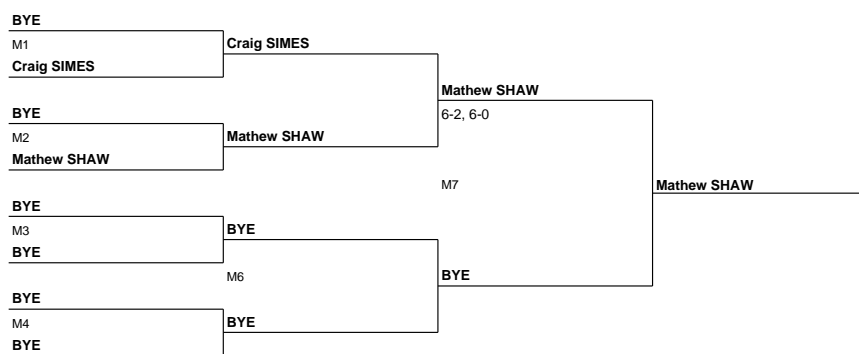 BYE
M1
Craig SIMES
Craig SIMES
BYE
M2
Mathew SHAW
Mathew SHAW
Mathew SHAW
6-2, 6-0
M7
Mathew SHAW
BYE
M3
BYE
BYE
M6
BYE
BYE
M4
BYE
BYE